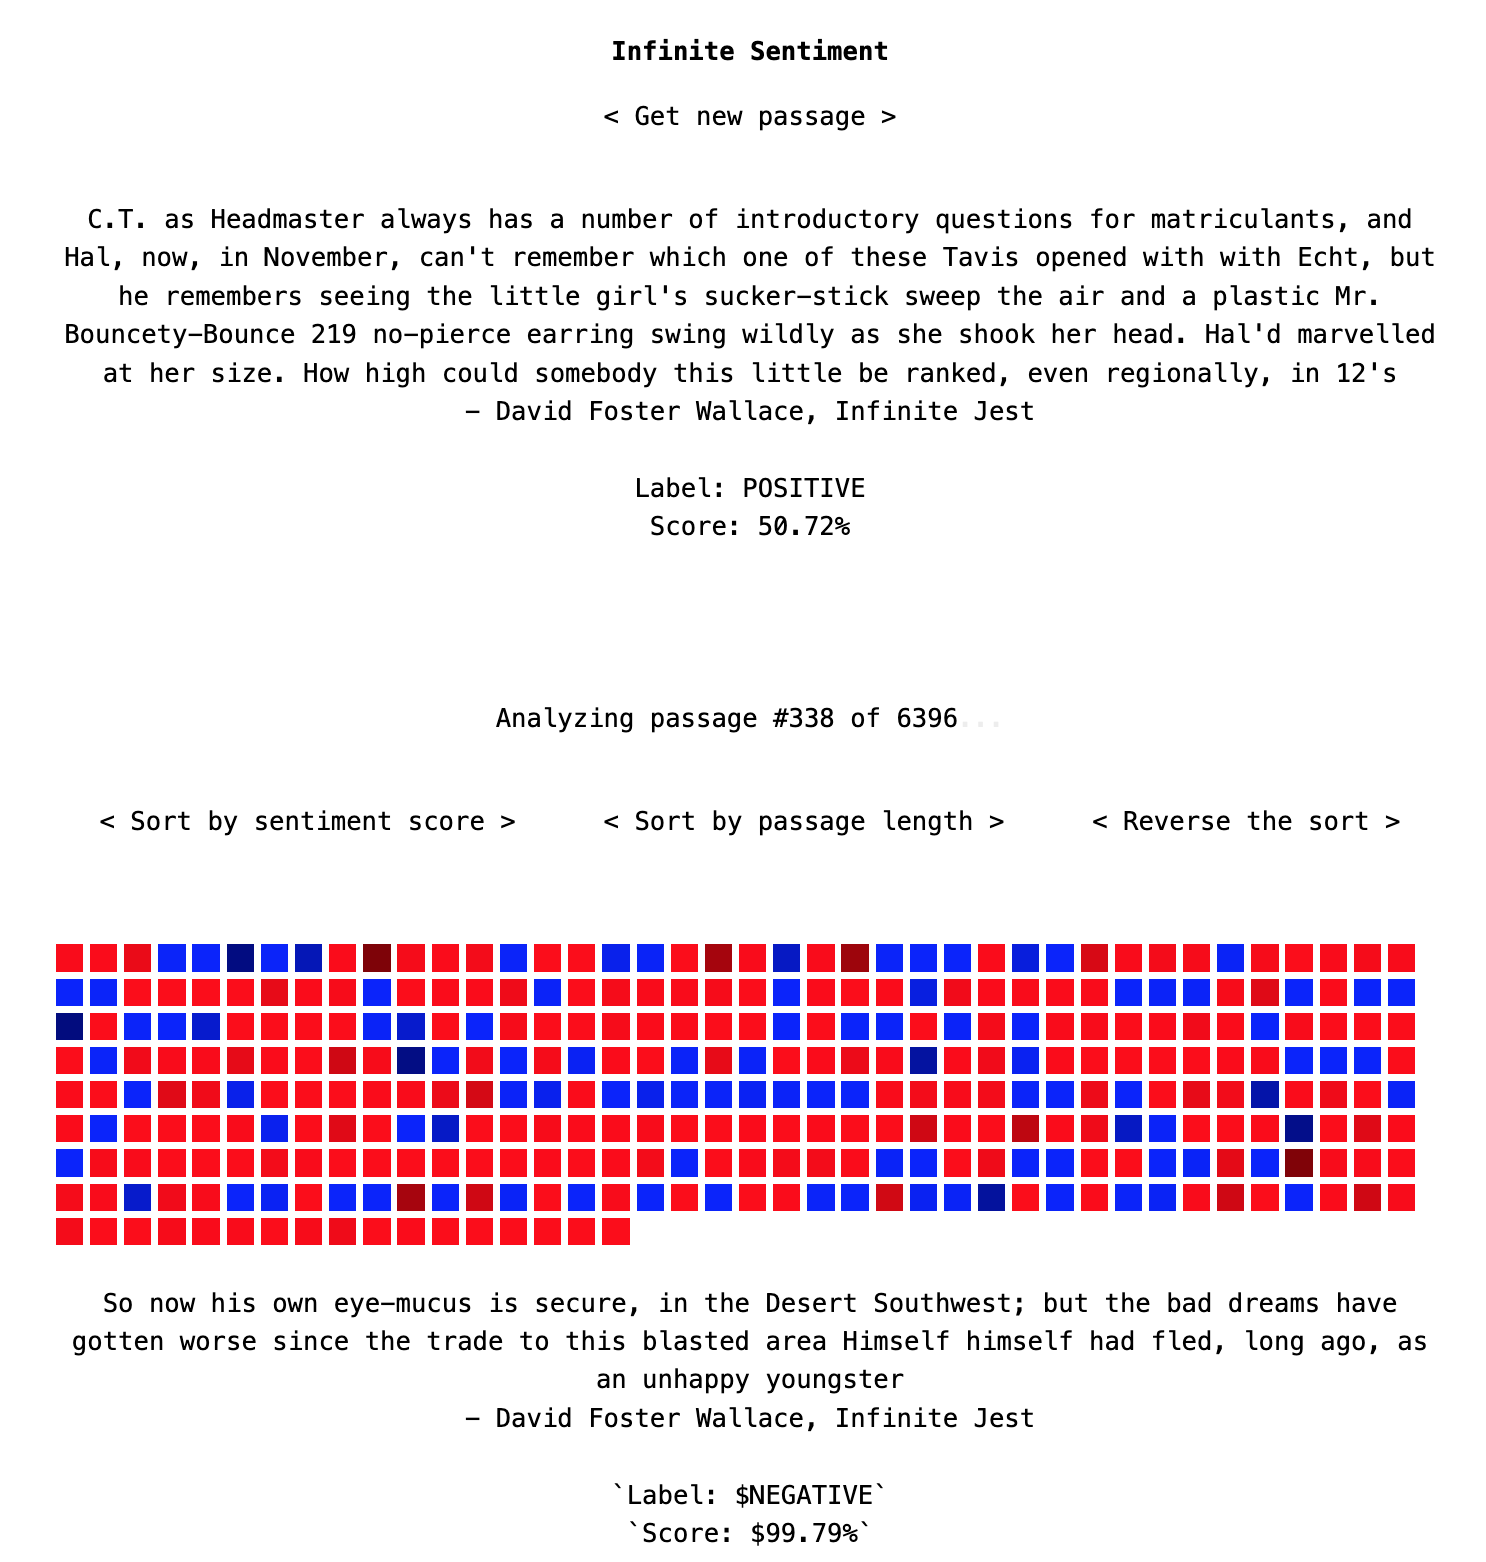 Infinite Sentiment
< Get new passage >
C.T. as Headmaster always has a number of introductory questions for matriculants, and
Hal, now, in November, can't remember which one of these Tavis opened with with Echt, but
he remembers seeing the little girl's sucker-stick sweep the air and a plastic Mr.
Bouncety-Bounce 219 no-pierce earring swing wildly as she shook her head. Hal'd marvelled
at her size. How high could somebody this little be ranked, even regionally, in 12's
- David Foster Wallace, Infinite Jest
Label: POSITIVE
Score: 50.72%
Analyzing passage #338 of 6396...
< Sort by sentiment score > < Sort by passage length > < Reverse the sort >
So now his own eye-mucus is secure, in the Desert Southwest; but the bad dreams have
gotten worse since the trade to this blasted area Himself himself had fled, long ago, as
an unhappy youngster
- David Foster Wallace, Infinite Jest
`Label: $NEGATIVE`
`Score: $99.79%`